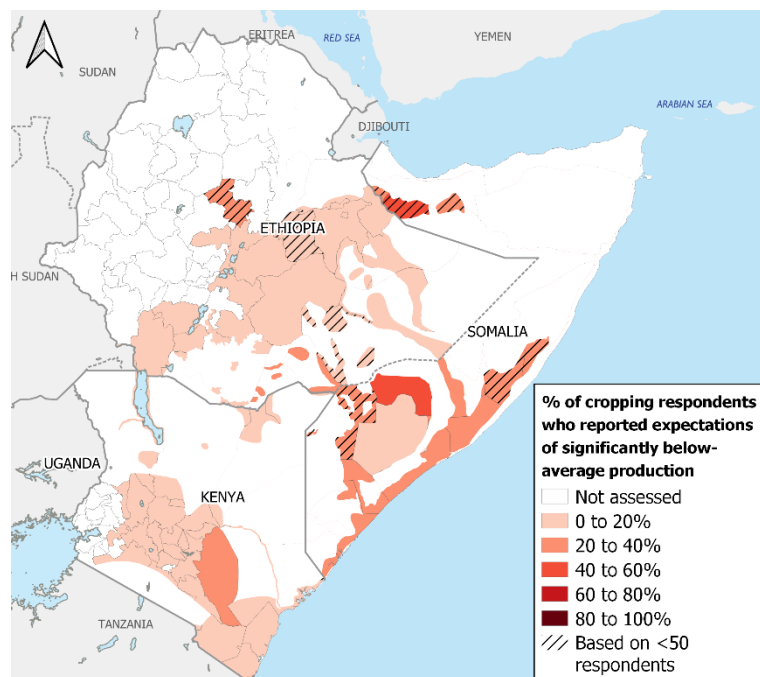 ERITREA
RED SEA
YEMEN
SUDAN
ARABIAN SEA
DJIBOUTI
ETHIOPIA
H SUDAN
SOMALIA
UGANDA
KENYA
TANZANIA
% of cropping respondents
who reported expectations
of significantly below-
average production
Not assessed
0 to 20%
20 to 40%
40 to 60%
60 to 80%
80 to 100%
Based on <50
respondents